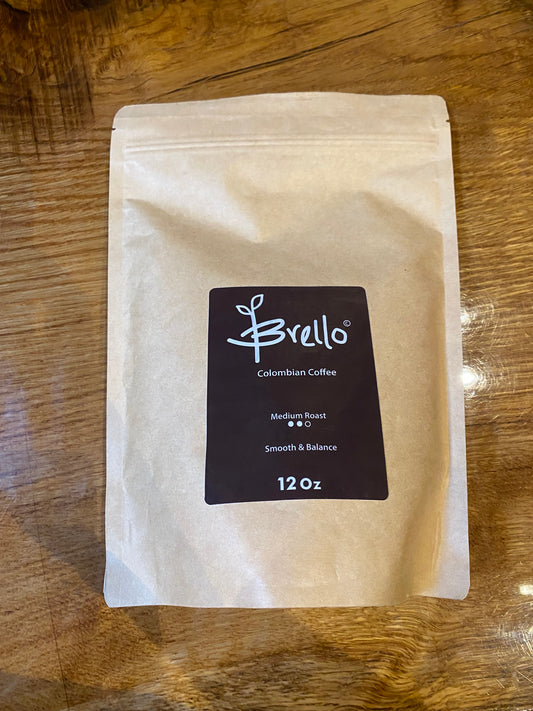 Brello©
Colombian Coffee
Medium Roast
Smooth & Balance
12 Oz